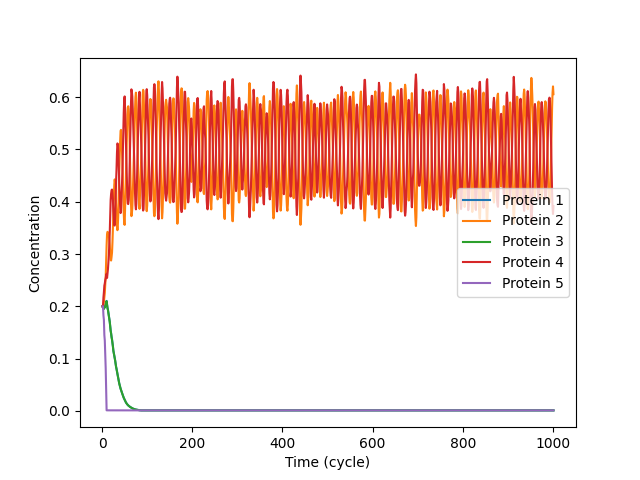 0.6
0.5
0.4
0.3
0.2
0.1
0.0
Concentration
Protein 1
Protein 2
Protein 3
Protein 4
Protein 5
0 200 400 600 800 1000
Time (cycle)